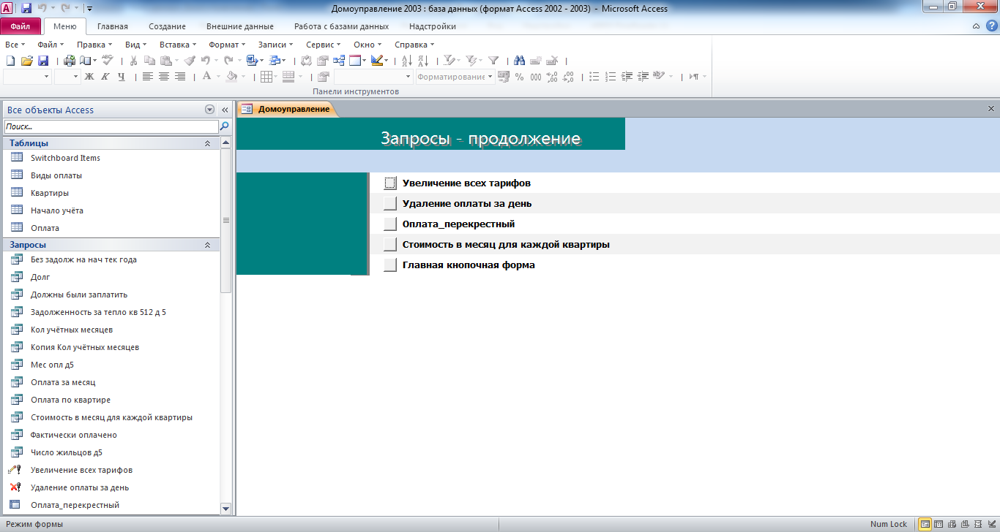 Домоуправление 2003 : база данных (формат Access 2002 - 2003) - Microsoft Access
Файл Меню Главная Создание Внешние данные Работа с базами данных Надстройки
Все Файл Правка Вид Вставка Формат Записи Сервис Окно Справка
Ж К Ч А Форматирование % 000
Панели инструментов
Все объекты Access
Поиск...
Таблицы
Switchboard Items
Виды оплаты
Квартиры
Начало учёта
Оплата
Запросы
Без задолж на нач тек года
Долг
Должны были заплатить
Задолженность за тепло кв 512 д 5
Кол учётных месяцев
Копия Кол учётных месяцев
Мес опл д5
Оплата за месяц
Оплата по квартире
Стоимость в месяц для каждой квартиры
Фактически оплачено
Число жильцов д5
Увеличение всех тарифов
Удаление оплаты за день
Оплата_перекрестный
Домоуправление
Запросы - продолжение
Увеличение всех тарифов
Удаление оплаты за день
Оплата_перекрестный
Стоимость в месяц для каждой квартиры
Главная кнопочная форма
Режим формы
Num Lock